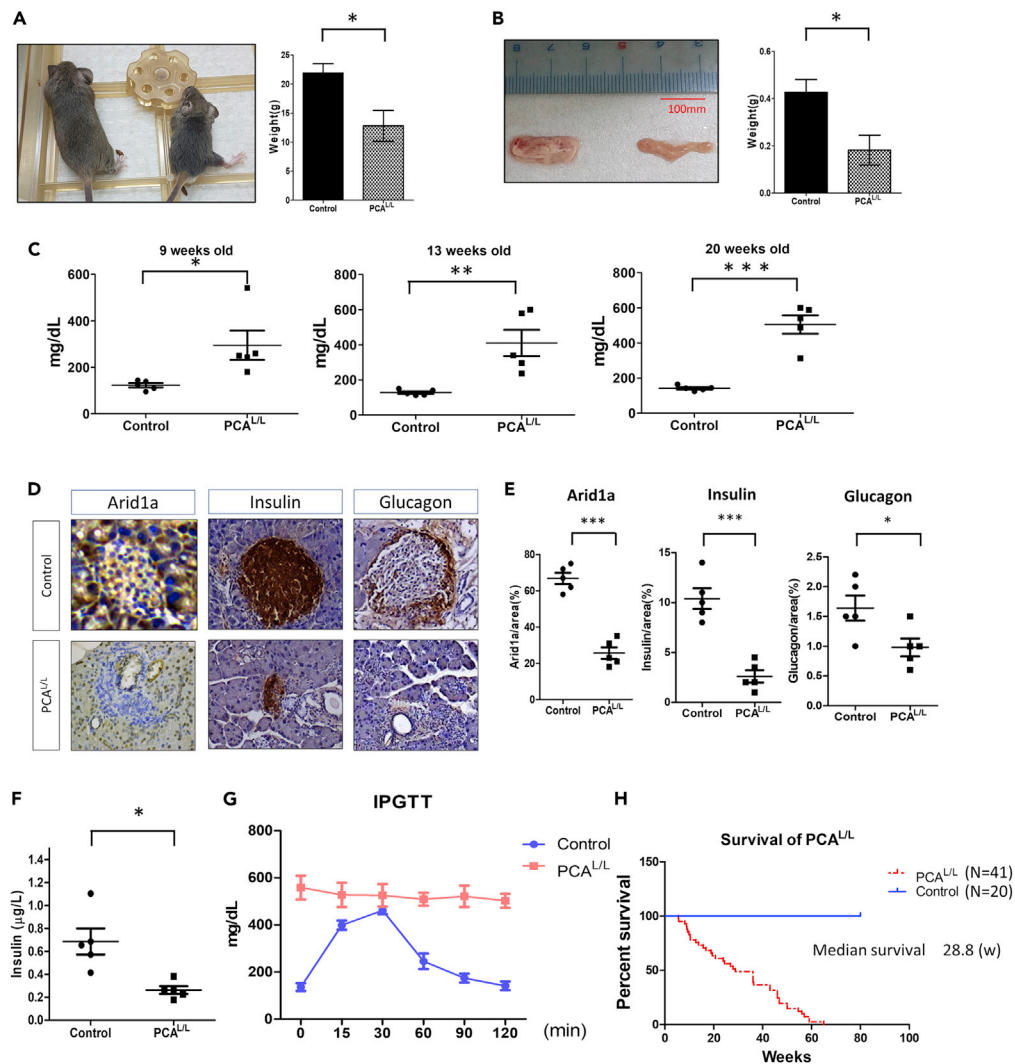 A
*
Weight(g)
25
20
15
10
5
0
Control
PCA^L/L
B
8 7 6 5 4 3
100mm
*
Weight(g)
0.6
0.4
0.2
0.0
Control
PCA^L/L
C
9 weeks old
*
mg/dL
600
400
200
0
Control
PCA^L/L
13 weeks old
**
mg/dL
800
600
400
200
0
Control
PCA^L/L
20 weeks old
***
mg/dL
800
600
400
200
0
Control
PCA^L/L
D
Arid1a
Insulin
Glucagon
Control
PCA^L/L
E
Arid1a
***
Arid1a/area(%)
80
60
40
20
0
Control
PCA^L/L
Insulin
***
Insulin/area(%)
15
10
5
0
Control
PCA^L/L
Glucagon
*
Glucagon/area(%)
2.5
2.0
1.5
1.0
0.5
0.0
Control
PCA^L/L
F
*
Insulin (μg/L)
1.4
1.2
1.0
0.8
0.6
0.4
0.2
0.0
Control
PCA^L/L
G
IPGTT
mg/dL
800
600
400
200
0
0 15 30 60 90 120 (min)
Control
PCA^L/L
H
Survival of PCA^L/L
Percent survival
150
100
50
0
0 20 40 60 80 100
Weeks
PCA^L/L (N=41)
Control (N=20)
Median survival 28.8 (w)